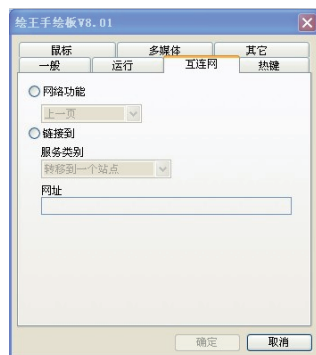 绘王手绘板V8.01
鼠标 多媒体 其它
一般 运行 互连网 热键
网络功能
上一页
链接到
服务类别
转移到一个站点
网址
确定 取消